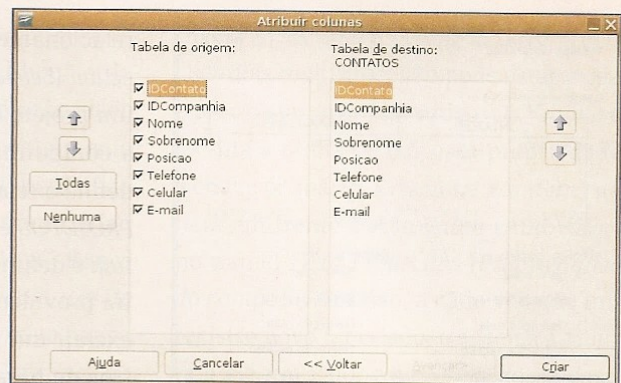 Atribuir colunas
Tabela de origem:
IDContato
IDCompanhia
Nome
Sobrenome
Posicao
Telefone
Celular
E-mail
Todas
Nenhuma
Tabela de destino:
CONTATOS
IDContato
IDCompanhia
Nome
Sobrenome
Posicao
Telefone
Celular
E-mail
Ajuda
Cancelar
<< Voltar
Avançar>>
Criar